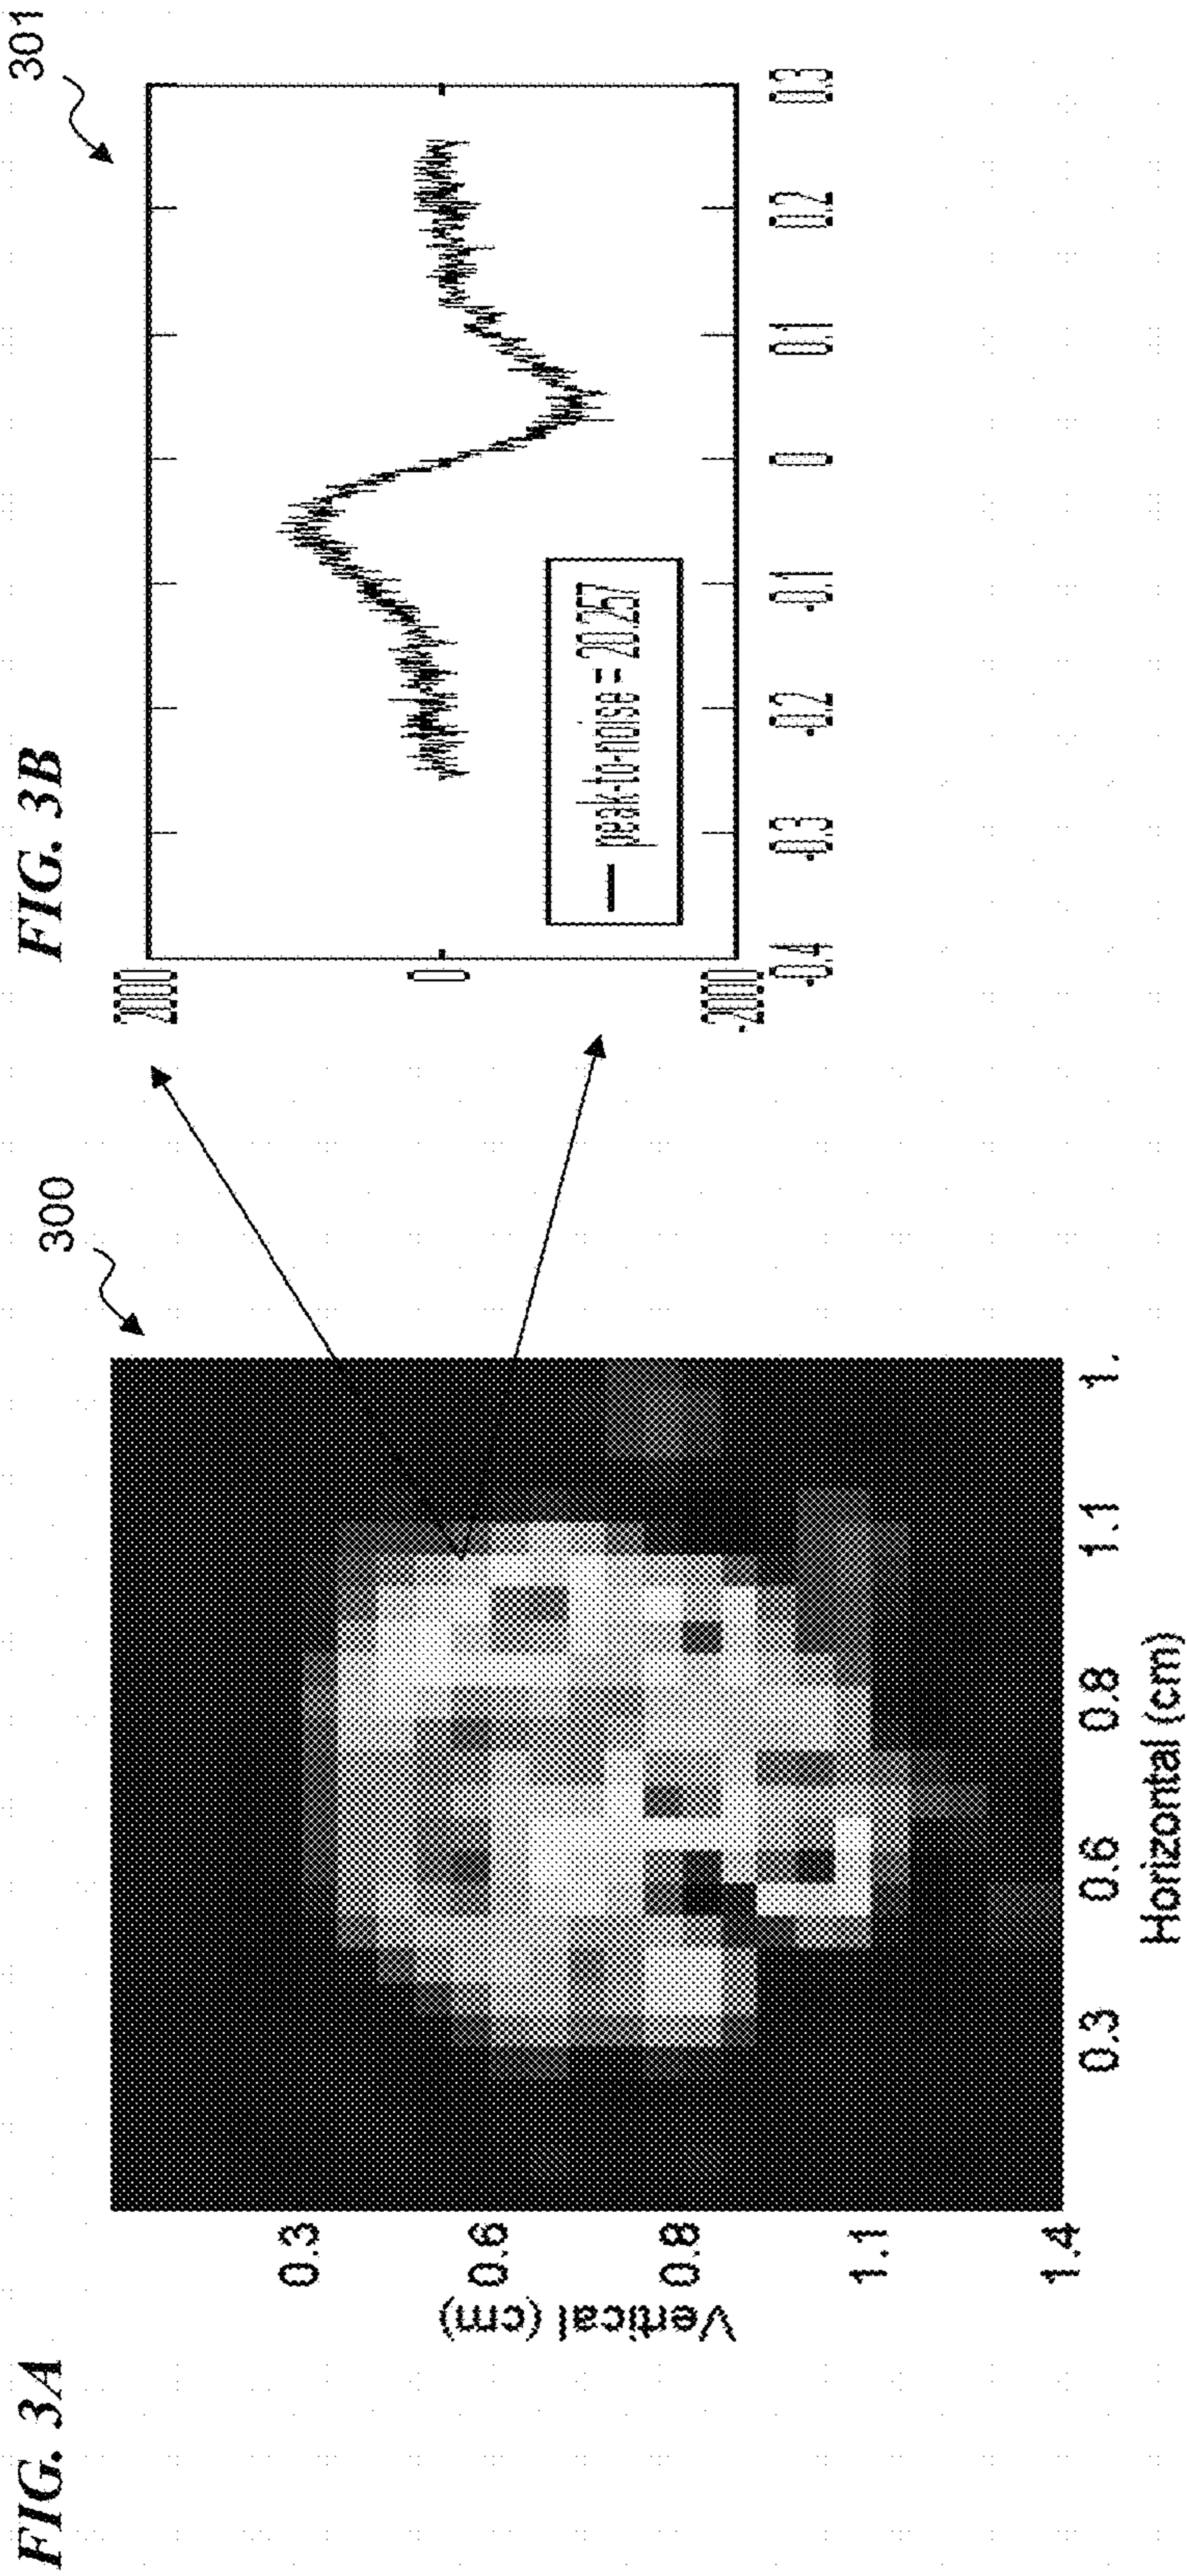 FIG. 3A
300
Vertical (cm)
0.3
0.6
0.8
1.1
1.4
0.3 0.6 0.8 1.1 1.
Horizontal (cm)
FIG. 3B
301
2000
0
-2000
peak-to-noise = 20.257
-0.4 -0.3 -0.2 -0.1 0 0.1 0.2 0.3